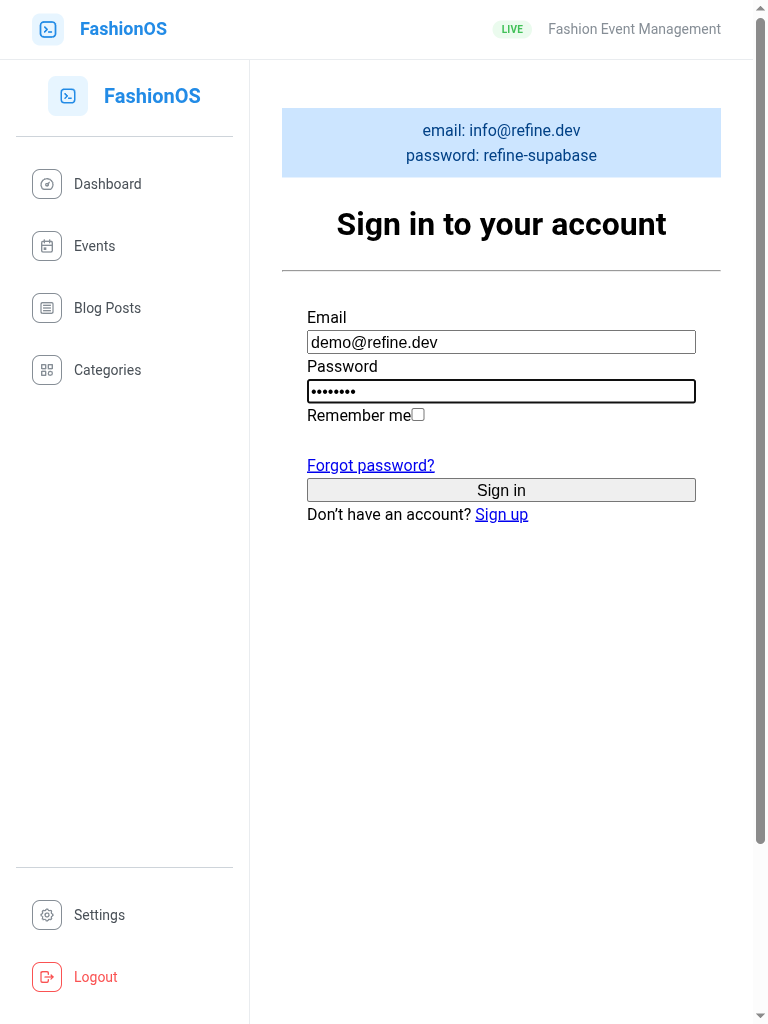 FashionOS
LIVE
Fashion Event Management
FashionOS
Dashboard
Events
Blog Posts
Categories
Settings
Logout
email: info@refine.dev
password: refine-supabase
Sign in to your account
Email
demo@refine.dev
Password
••••••••
Remember me
Forgot password?
Sign in
Don’t have an account? Sign up